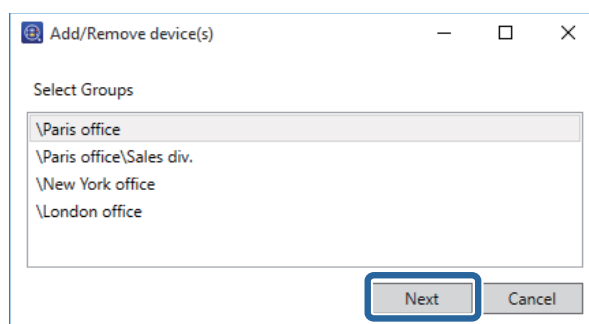 Add/Remove device(s)
Select Groups
\Paris office
\Paris office\Sales div.
\New York office
\London office
Next Cancel